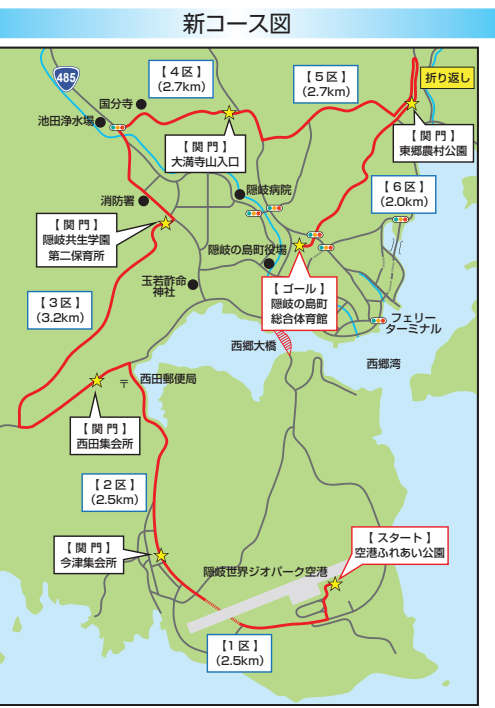 新コース図
485
【４区】
(2.7km)
【５区】
(2.7km)
折り返し
国分寺
池田浄水場
【 関門 】
大満寺山入口
【 関門 】
東郷農村公園
消防署
隠岐病院
【６区】
(2.0km)
【 関門 】
隠岐共生学園
第二保育所
隠岐の島町役場
玉若酢命
神社
【 ゴール 】
隠岐の島町
総合体育館
【３区】
(3.2km)
フェリー
ターミナル
西郷大橋
西郷湾
〒
西田郵便局
【 関門 】
西田集会所
【２区】
(2.5km)
【 関門 】
今津集会所
【 スタート 】
空港ふれあい公園
隠岐世界ジオパーク空港
【１区】
(2.5km)